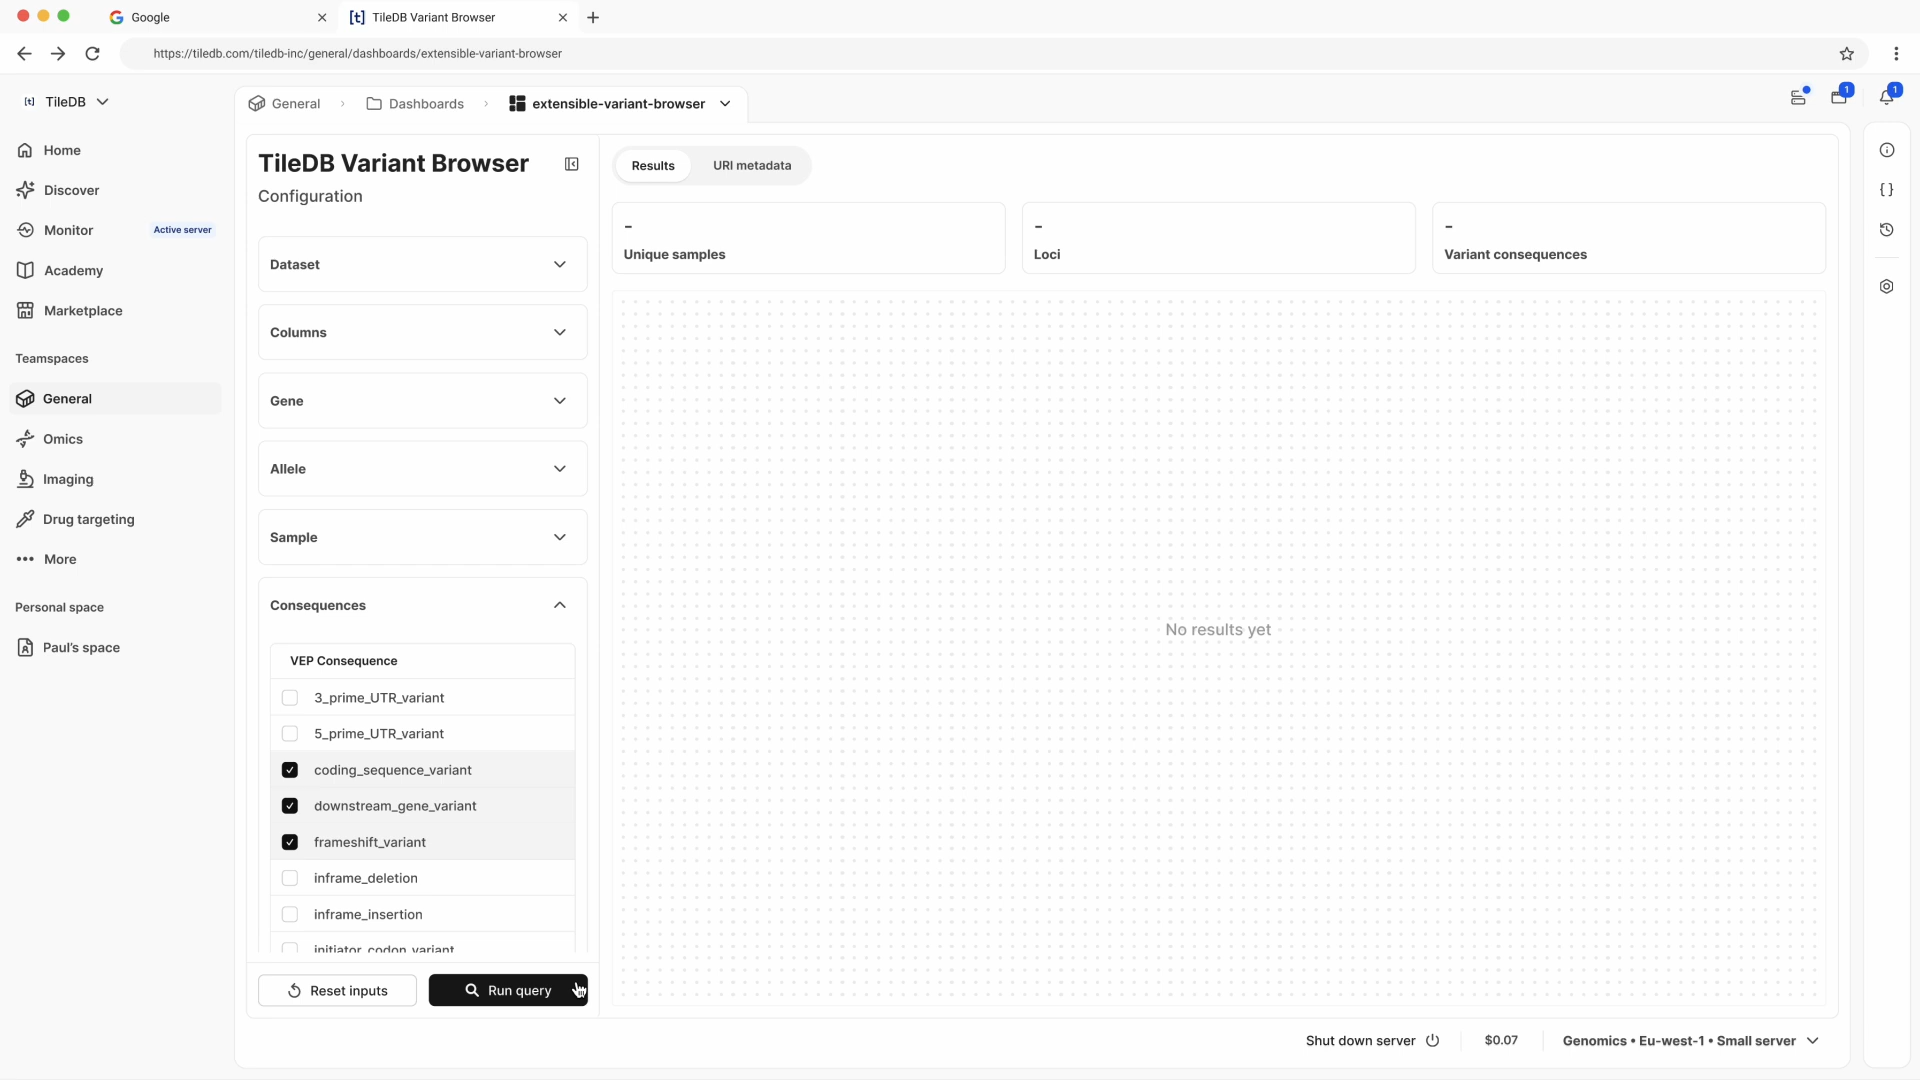 Google
[t] TileDB Variant Browser
https://tiledb.com/tiledb-inc/general/dashboards/extensible-variant-browser
[t] TileDB
General
Dashboards
extensible-variant-browser
1
1
Home
Discover
Monitor
Active server
Academy
Marketplace
Teamspaces
General
Omics
Imaging
Drug targeting
More
Personal space
Paul's space
TileDB Variant Browser
Configuration
Dataset
Columns
Gene
Allele
Sample
Consequences
VEP Consequence
3_prime_UTR_variant
5_prime_UTR_variant
coding_sequence_variant
downstream_gene_variant
frameshift_variant
inframe_deletion
inframe_insertion
initiator_codon_variant
Reset inputs
Run query
Results
URI metadata
-
Unique samples
-
Loci
-
Variant consequences
No results yet
Shut down server
$0.07
Genomics • Eu-west-1 • Small server